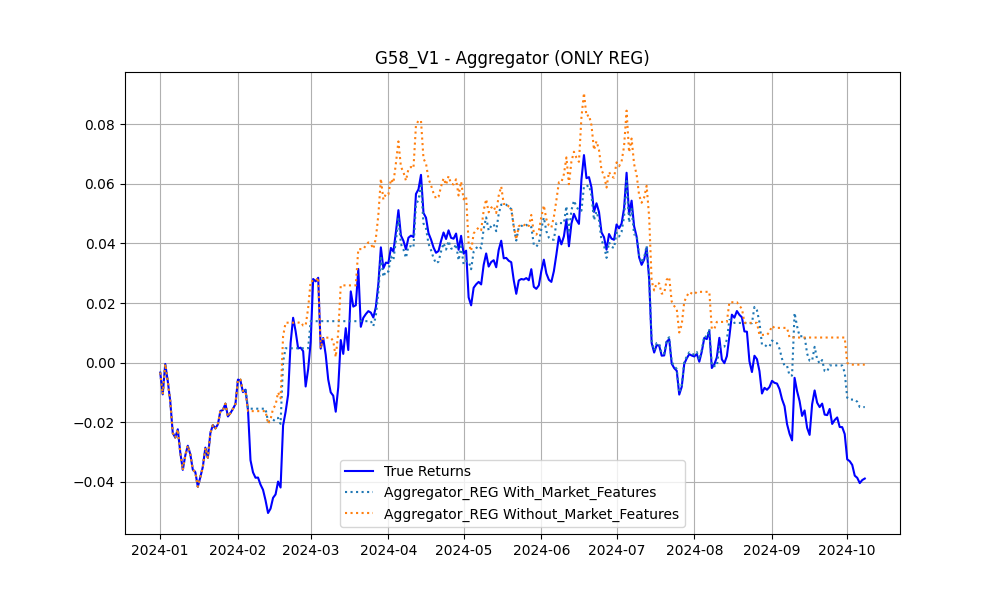 G58_V1 - Aggregator (ONLY REG)
0.08
0.06
0.04
0.02
0.00
−0.02
−0.04
True Returns
Aggregator_REG With_Market_Features
Aggregator_REG Without_Market_Features
2024-01 2024-02 2024-03 2024-04 2024-05 2024-06 2024-07 2024-08 2024-09 2024-10